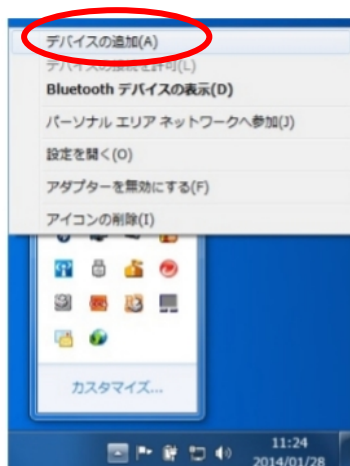 デバイスの追加(A)
デバイスの接続を許可(L)
Bluetooth デバイスの表示(D)
パーソナル エリア ネットワークへ参加(J)
設定を開く(O)
アダプターを無効にする(F)
アイコンの削除(I)
カスタマイズ...
11:24
2014/01/28